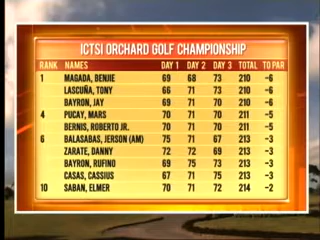 ICTSI ORCHARD GOLF CHAMPIONSHIP
RANK NAMES DAY 1 DAY 2 DAY 3 TOTAL TO PAR
1 MAGADA, BENJIE 69 68 73 210 -6
LASCUÑA, TONY 66 71 73 210 -6
BAYRON, JAY 69 71 70 210 -6
4 PUCAY, MARS 70 70 71 211 -5
BERNIS, ROBERTO JR. 70 70 71 211 -5
6 BALASABAS, JERSON (AM) 75 71 67 213 -3
ZARATE, DANNY 72 72 69 213 -3
BAYRON, RUFINO 69 75 73 213 -3
CASAS, CASSIUS 67 71 75 213 -3
10 SABAN, ELMER 70 71 72 214 -2